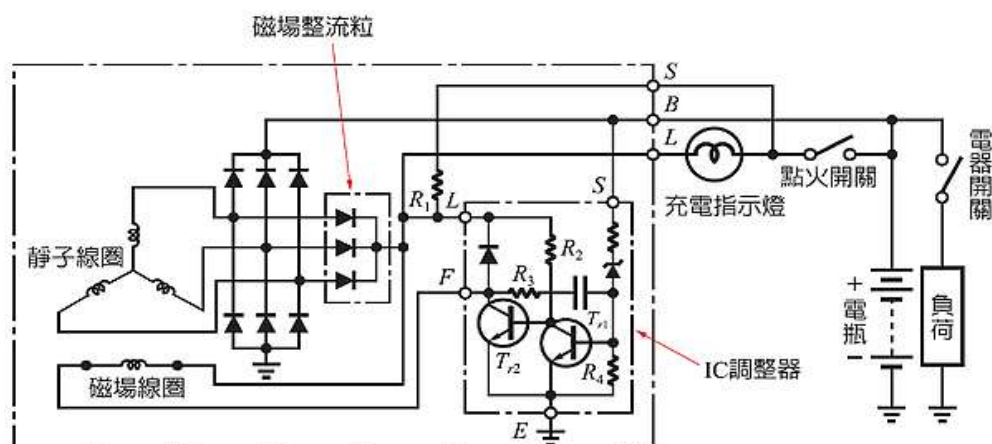 磁場整流粒
S
B
L
電器開關
點火開關
充電指示燈
S
R₁
L
R₂
靜子線圈
F
R₃
Tr1
Tr2
R₄
+
電瓶
−
負荷
IC調整器
磁場線圈
E